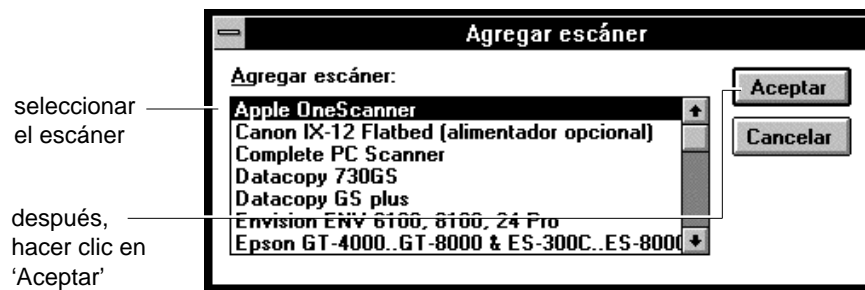 Agregar escáner
Agregar escáner:
Aceptar
Cancelar
Apple OneScanner
Canon IX-12 Flatbed (alimentador opcional)
Complete PC Scanner
Datacopy 730GS
Datacopy GS plus
Envision ENV 6100, 8100, 24 Pro
Epson GT-4000..GT-8000 & ES-300C..ES-800C
seleccionar
el escáner
después,
hacer clic en
‘Aceptar’